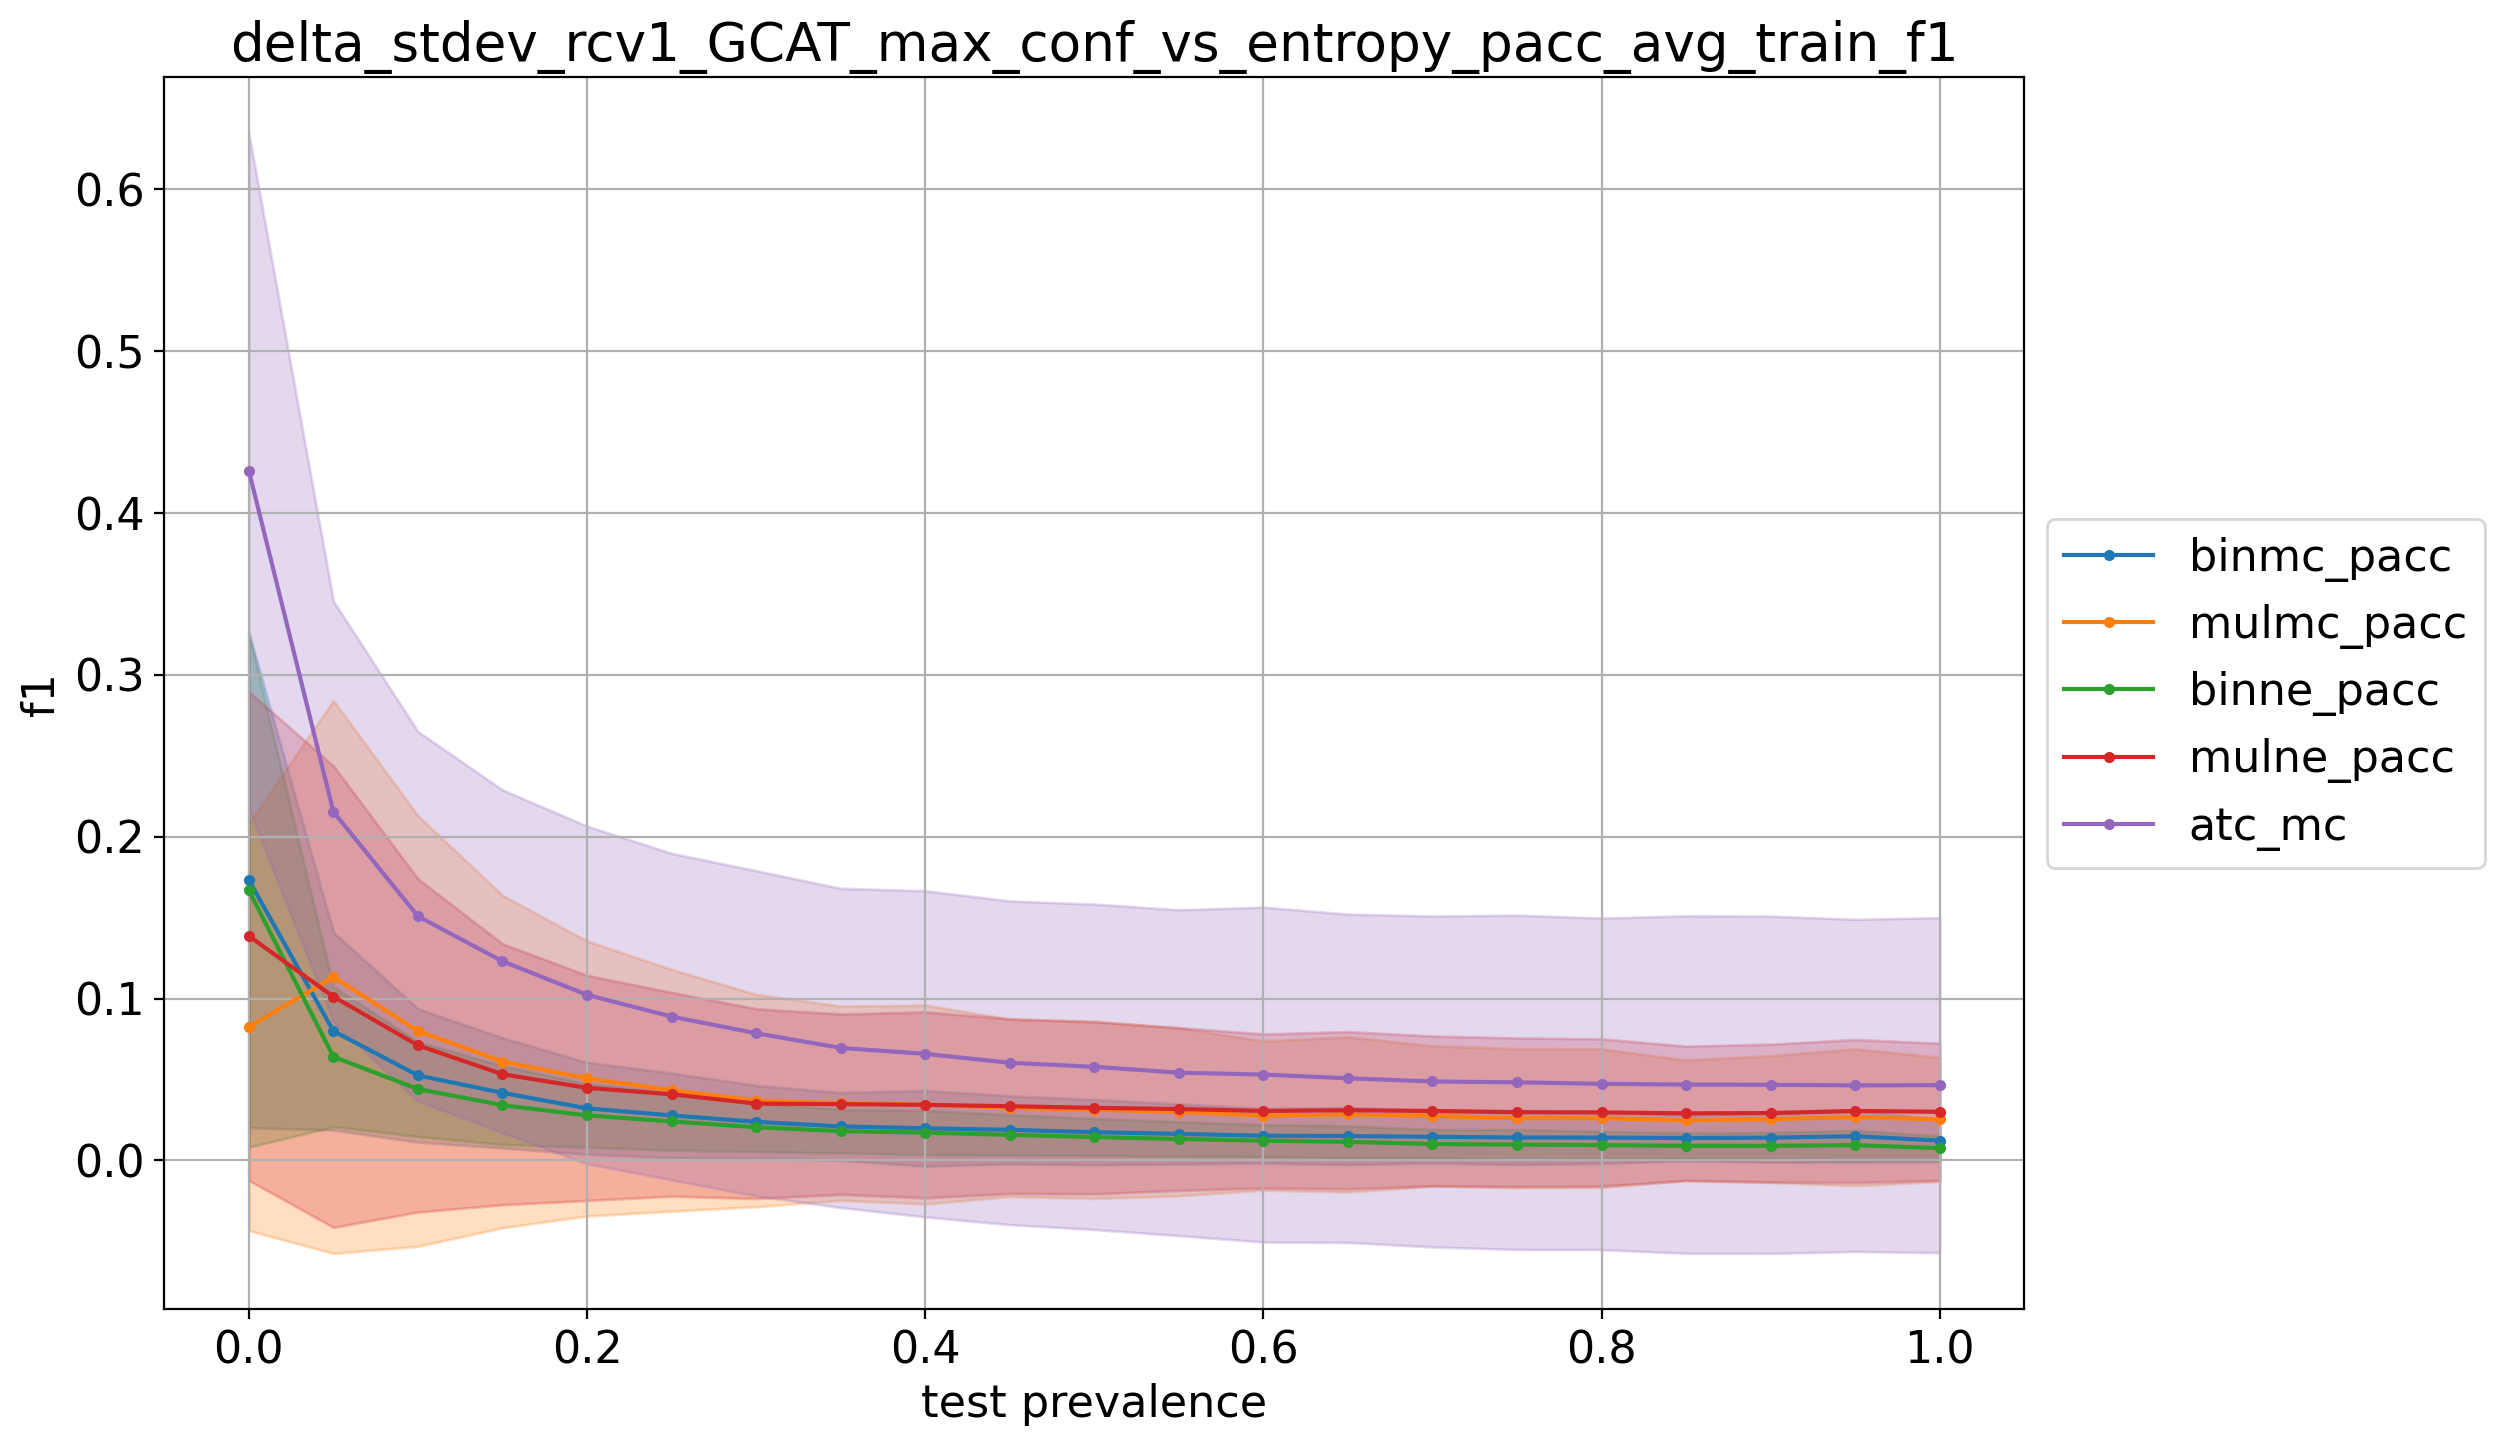 delta_stdev_rcv1_GCAT_max_conf_vs_entropy_pacc_avg_train_f1
0.6
0.5
0.4
0.3
0.2
0.1
0.0
f1
0.0 0.2 0.4 0.6 0.8 1.0
test prevalence
binmc_pacc
mulmc_pacc
binne_pacc
mulne_pacc
atc_mc